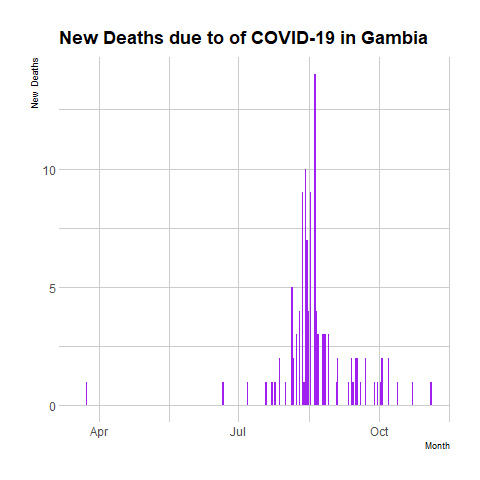 New Deaths due to of COVID-19 in Gambia
New Deaths
10
5
0
Apr Jul Oct
Month